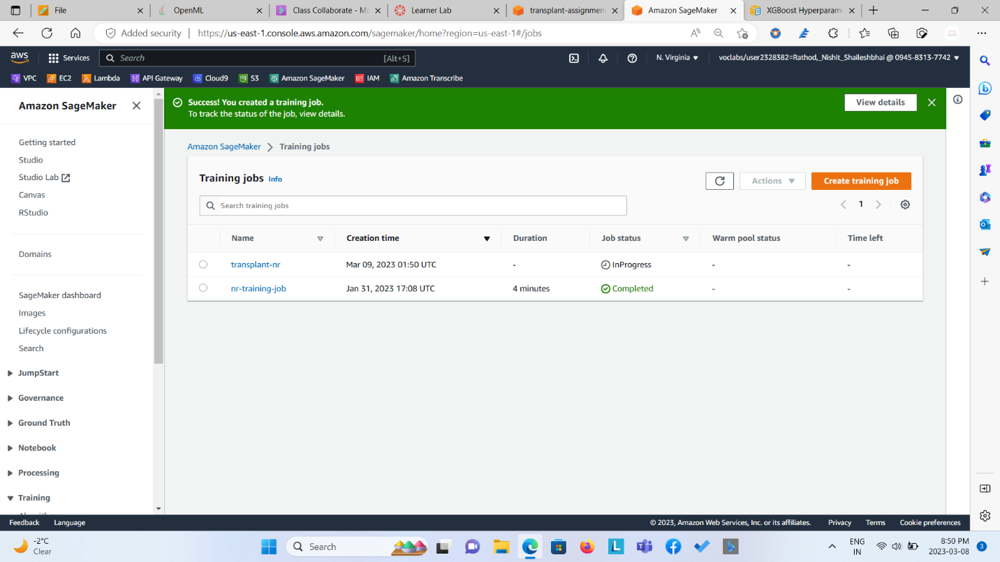 File
OpenML
Class Collaborate - Ma
Learner Lab
transplant-assignment
Amazon SageMaker
XGBoost Hyperparame
Added security
https://us-east-1.console.aws.amazon.com/sagemaker/home?region=us-east-1#/jobs
aws
Services
Search
[Alt+S]
N. Virginia
voclabs/user2328382=Rathod,_Nishit_Shaileshbhai @ 0945-8313-7742
VPC
EC2
Lambda
API Gateway
Cloud9
S3
Amazon SageMaker
IAM
Amazon Transcribe
Amazon SageMaker
Getting started
Studio
Studio Lab
Canvas
RStudio
Domains
SageMaker dashboard
Images
Lifecycle configurations
Search
JumpStart
Governance
Ground Truth
Notebook
Processing
Training
Success! You created a training job.
To track the status of the job, view details.
View details
Amazon SageMaker
Training jobs
Training jobs Info
Actions
Create training job
Search training jobs
1
Name Creation time Duration Job status Warm pool status Time left
transplant-nr Mar 09, 2023 01:50 UTC - InProgress - -
nr-training-job Jan 31, 2023 17:08 UTC 4 minutes Completed - -
Feedback
Language
© 2023, Amazon Web Services, Inc. or its affiliates.
Privacy
Terms
Cookie preferences
-2°C
Clear
Search
ENG
IN
8:50 PM
2023-03-08
3